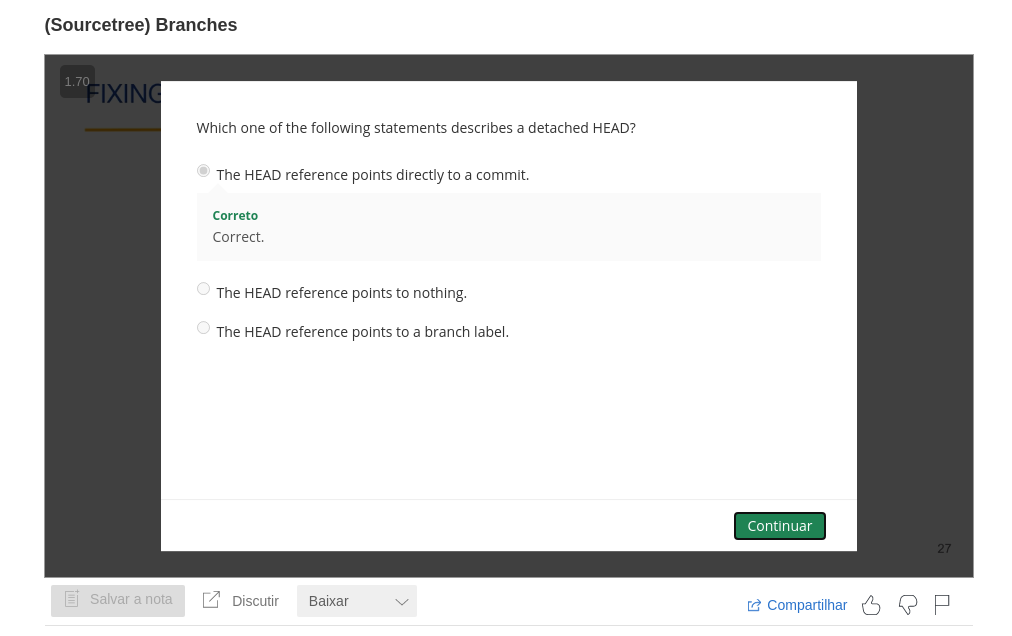 (Sourcetree) Branches
1.70
FIXING
Which one of the following statements describes a detached HEAD?
The HEAD reference points directly to a commit.
Correto
Correct.
The HEAD reference points to nothing.
The HEAD reference points to a branch label.
Continuar
27
Salvar a nota
Discutir
Baixar
Compartilhar